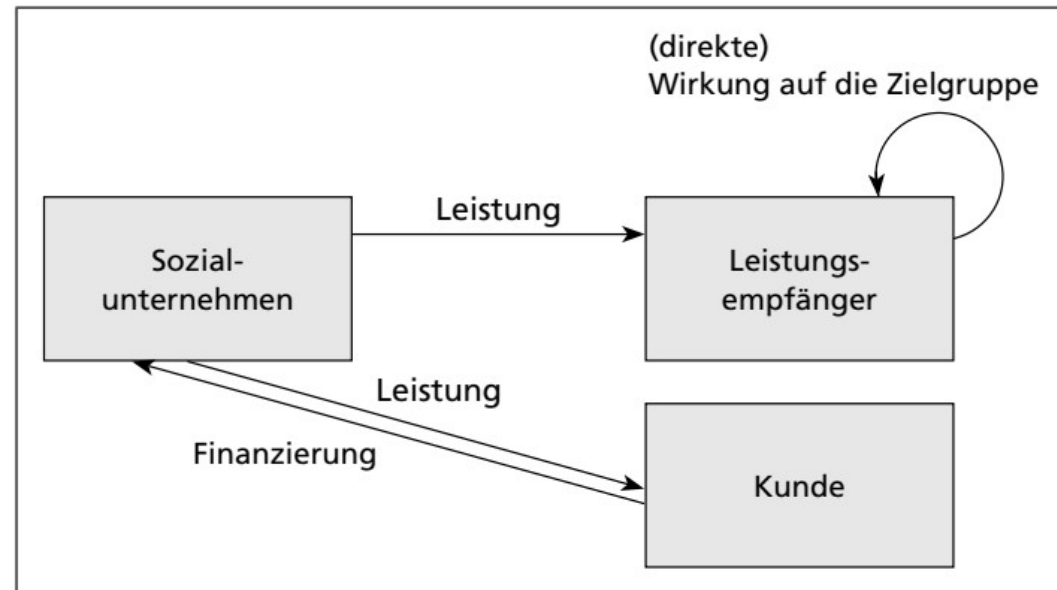 (direkte)
Wirkung auf die Zielgruppe
Leistung
Sozial-
unternehmen
Leistungs-
empfänger
Leistung
Finanzierung
Kunde